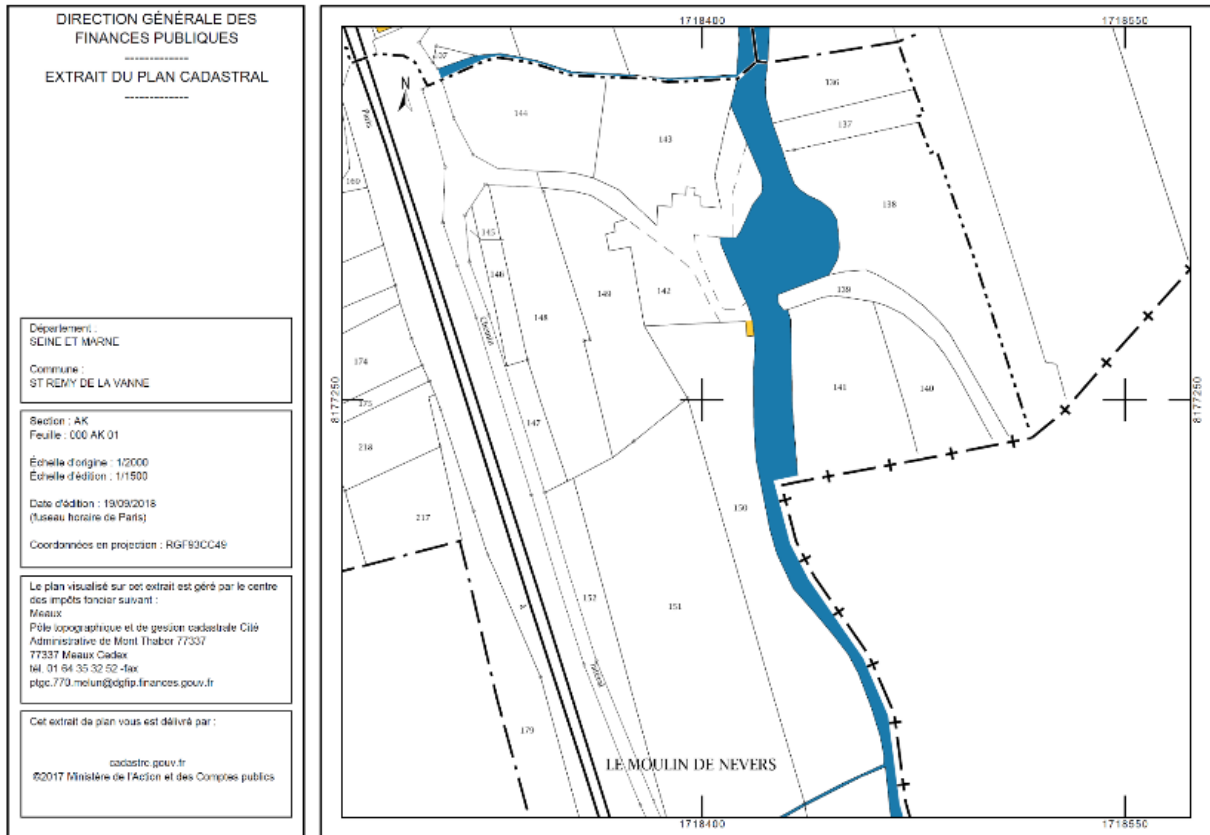 DIRECTION GÉNÉRALE DES
FINANCES PUBLIQUES
--------------
EXTRAIT DU PLAN CADASTRAL
--------------
Département :
SEINE ET MARNE
Commune :
ST REMY DE LA VANNE
Section : AK
Feuille : 000 AK 01
Échelle d'origine : 1/2000
Échelle d'édition : 1/1500
Date d'édition : 19/09/2018
(fuseau horaire de Paris)
Coordonnées en projection : RGF93CC49
Le plan visualisé sur cet extrait est géré par le centre
des impôts foncier suivant :
Meaux
Pôle topographique et de gestion cadastrale Cité
Administrative de Mont Thabor 77337
77337 Meaux Cedex
tél. 01 64 35 32 52 -fax
ptgc.770.melun@dgfip.finances.gouv.fr
Cet extrait de plan vous est délivré par :
cadastre.gouv.fr
©2017 Ministère de l'Action et des Comptes publics
1718400
1718550
N
136
144
137
143
160
138
145
146
149
142
139
148
174
141
140
175
8177250
8177250
147
218
150
217
152
151
179
LE MOULIN DE NEVERS
1718400
1718550